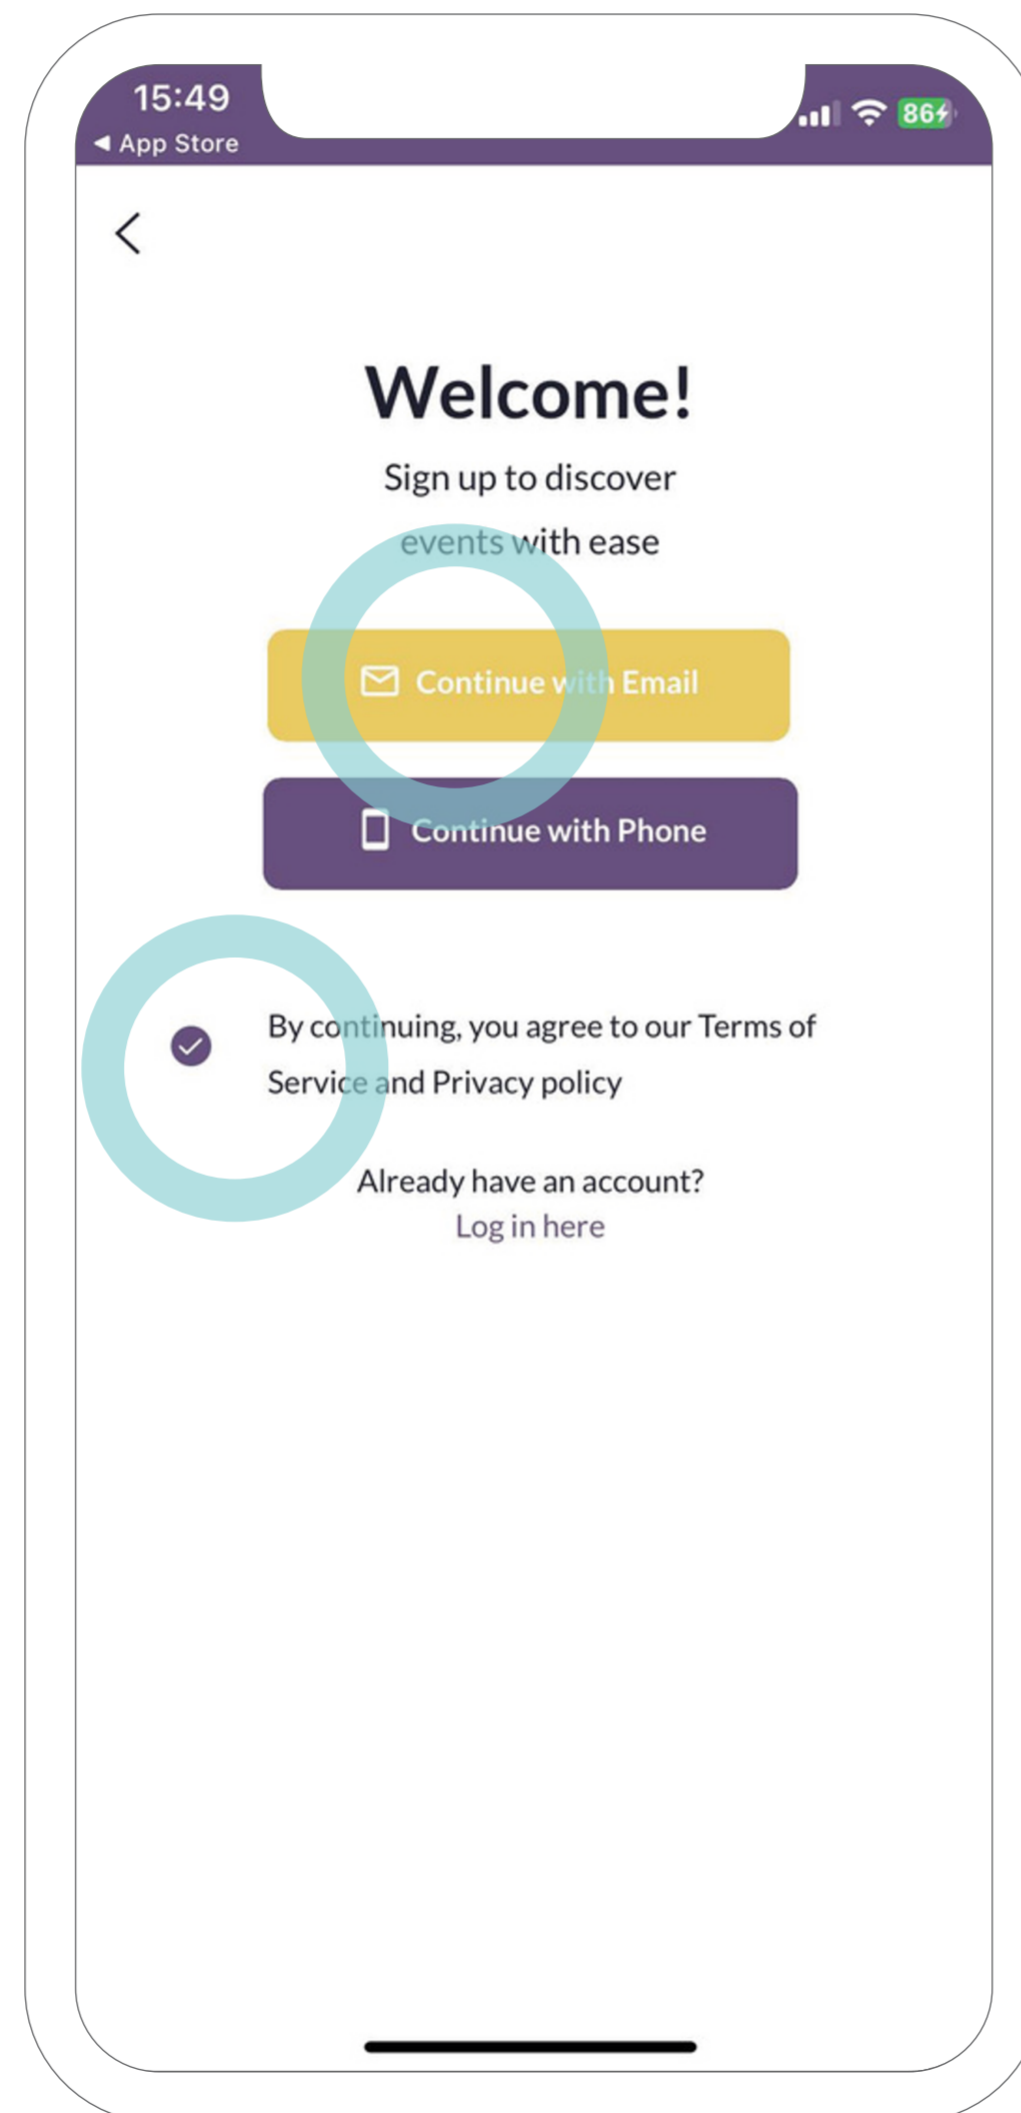 15:49
◀ App Store
86
Welcome!
Sign up to discover
events with ease
Continue with Email
Continue with Phone
By continuing, you agree to our Terms of
Service and Privacy policy
Already have an account?
Log in here